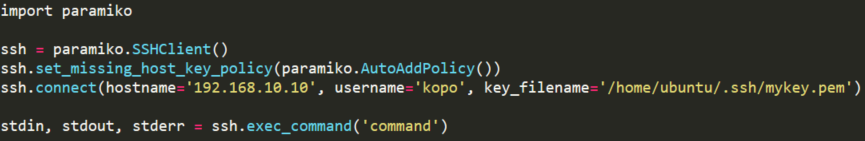 import paramiko
ssh = paramiko.SSHClient()
ssh.set_missing_host_key_policy(paramiko.AutoAddPolicy())
ssh.connect(hostname='192.168.10.10', username='kopo', key_filename='/home/ubuntu/.ssh/mykey.pem')
stdin, stdout, stderr = ssh.exec_command('command')